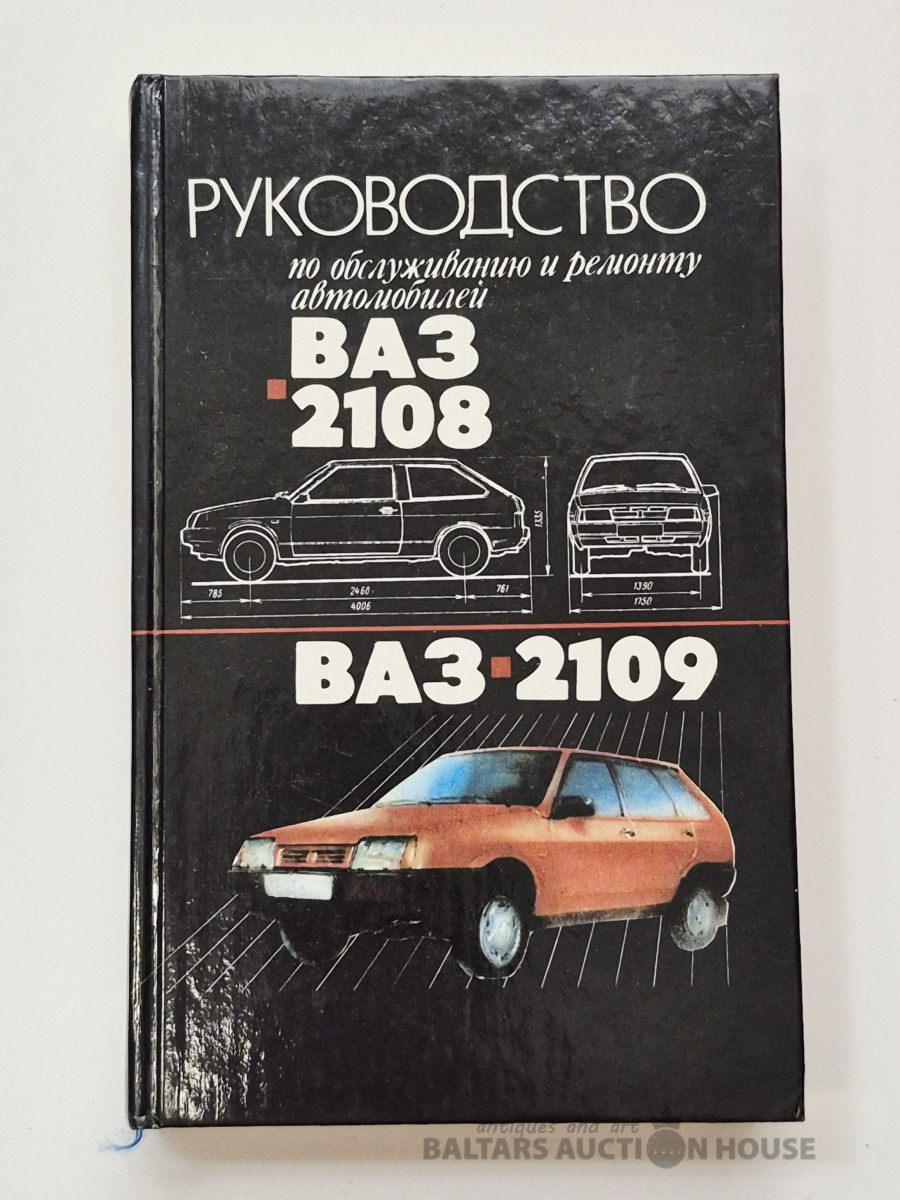 РУКОВОДСТВО
по обслуживанию и ремонту
автомобилей
ВАЗ
2108
1335
785
2460
761
4006
1390
1750
ВАЗ 2109
antiques and art
BALTARS AUCTION HOUSE